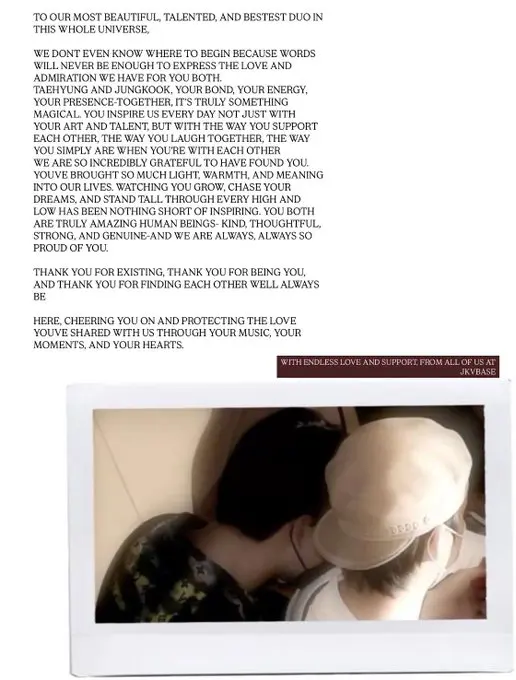 TO OUR MOST BEAUTIFUL, TALENTED, AND BESTEST DUO IN
THIS WHOLE UNIVERSE,
WE DONT EVEN KNOW WHERE TO BEGIN BECAUSE WORDS
WILL NEVER BE ENOUGH TO EXPRESS THE LOVE AND
ADMIRATION WE HAVE FOR YOU BOTH.
TAEHYUNG AND JUNGKOOK, YOUR BOND, YOUR ENERGY,
YOUR PRESENCE-TOGETHER, IT'S TRULY SOMETHING
MAGICAL. YOU INSPIRE US EVERY DAY NOT JUST WITH
YOUR ART AND TALENT, BUT WITH THE WAY YOU SUPPORT
EACH OTHER, THE WAY YOU LAUGH TOGETHER, THE WAY
YOU SIMPLY ARE WHEN YOU'RE WITH EACH OTHER
WE ARE SO INCREDIBLY GRATEFUL TO HAVE FOUND YOU.
YOUVE BROUGHT SO MUCH LIGHT, WARMTH, AND MEANING
INTO OUR LIVES. WATCHING YOU GROW, CHASE YOUR
DREAMS, AND STAND TALL THROUGH EVERY HIGH AND
LOW HAS BEEN NOTHING SHORT OF INSPIRING. YOU BOTH
ARE TRULY AMAZING HUMAN BEINGS- KIND, THOUGHTFUL,
STRONG, AND GENUINE-AND WE ARE ALWAYS, ALWAYS SO
PROUD OF YOU.
THANK YOU FOR EXISTING, THANK YOU FOR BEING YOU,
AND THANK YOU FOR FINDING EACH OTHER WELL ALWAYS
BE
HERE, CHEERING YOU ON AND PROTECTING THE LOVE
YOUVE SHARED WITH US THROUGH YOUR MUSIC, YOUR
MOMENTS, AND YOUR HEARTS.
WITH ENDLESS LOVE AND SUPPORT, FROM ALL OF US AT
JKVBASE